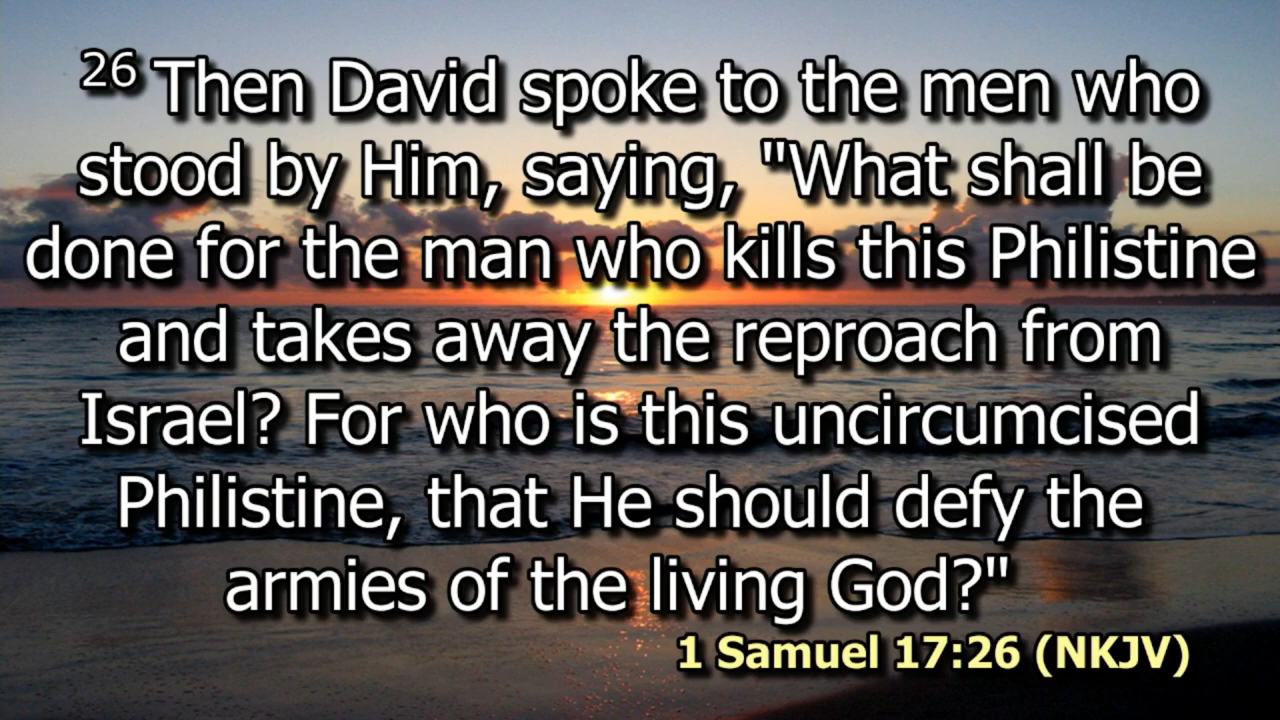 26 Then David spoke to the men who
stood by Him, saying, "What shall be
done for the man who kills this Philistine
and takes away the reproach from
Israel? For who is this uncircumcised
Philistine, that He should defy the
armies of the living God?"
1 Samuel 17:26 (NKJV)